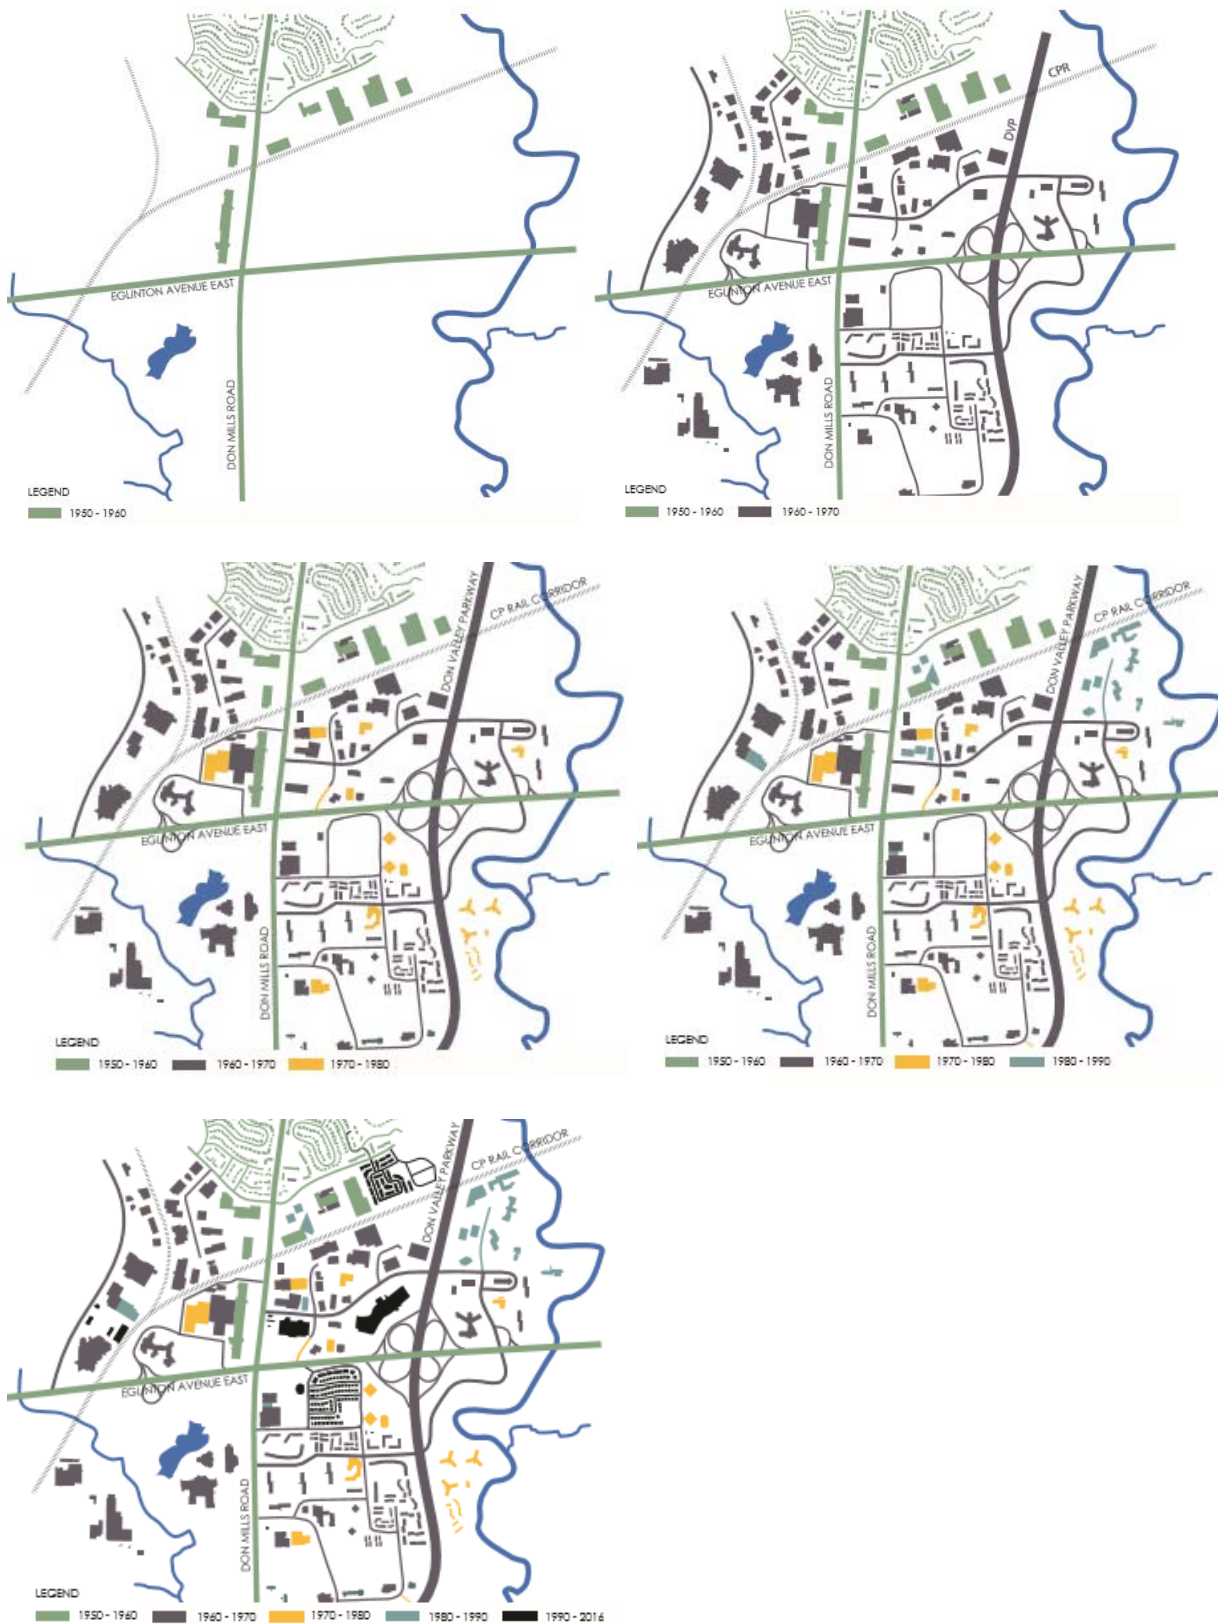 EGLINTON AVENUE EAST
DON MILLS ROAD
LEGEND
1950 - 1960
CPR
DVP
EGLINTON AVENUE EAST
DON MILLS ROAD
LEGEND
1950 - 1960 1960 - 1970
DON VALLEY PARKWAY
CP RAIL CORRIDOR
EGLINTON AVENUE EAST
DON MILLS ROAD
LEGEND
1950 - 1960 1960 - 1970 1970 - 1980
DON VALLEY PARKWAY
CP RAIL CORRIDOR
EGLINTON AVENUE EAST
DON MILLS ROAD
LEGEND
1950 - 1960 1960 - 1970 1970 - 1980 1980 - 1990
DON VALLEY PARKWAY
CP RAIL CORRIDOR
EGLINTON AVENUE EAST
DON MILLS ROAD
LEGEND
1950 - 1960 1960 - 1970 1970 - 1980 1980 - 1990 1990 - 2016